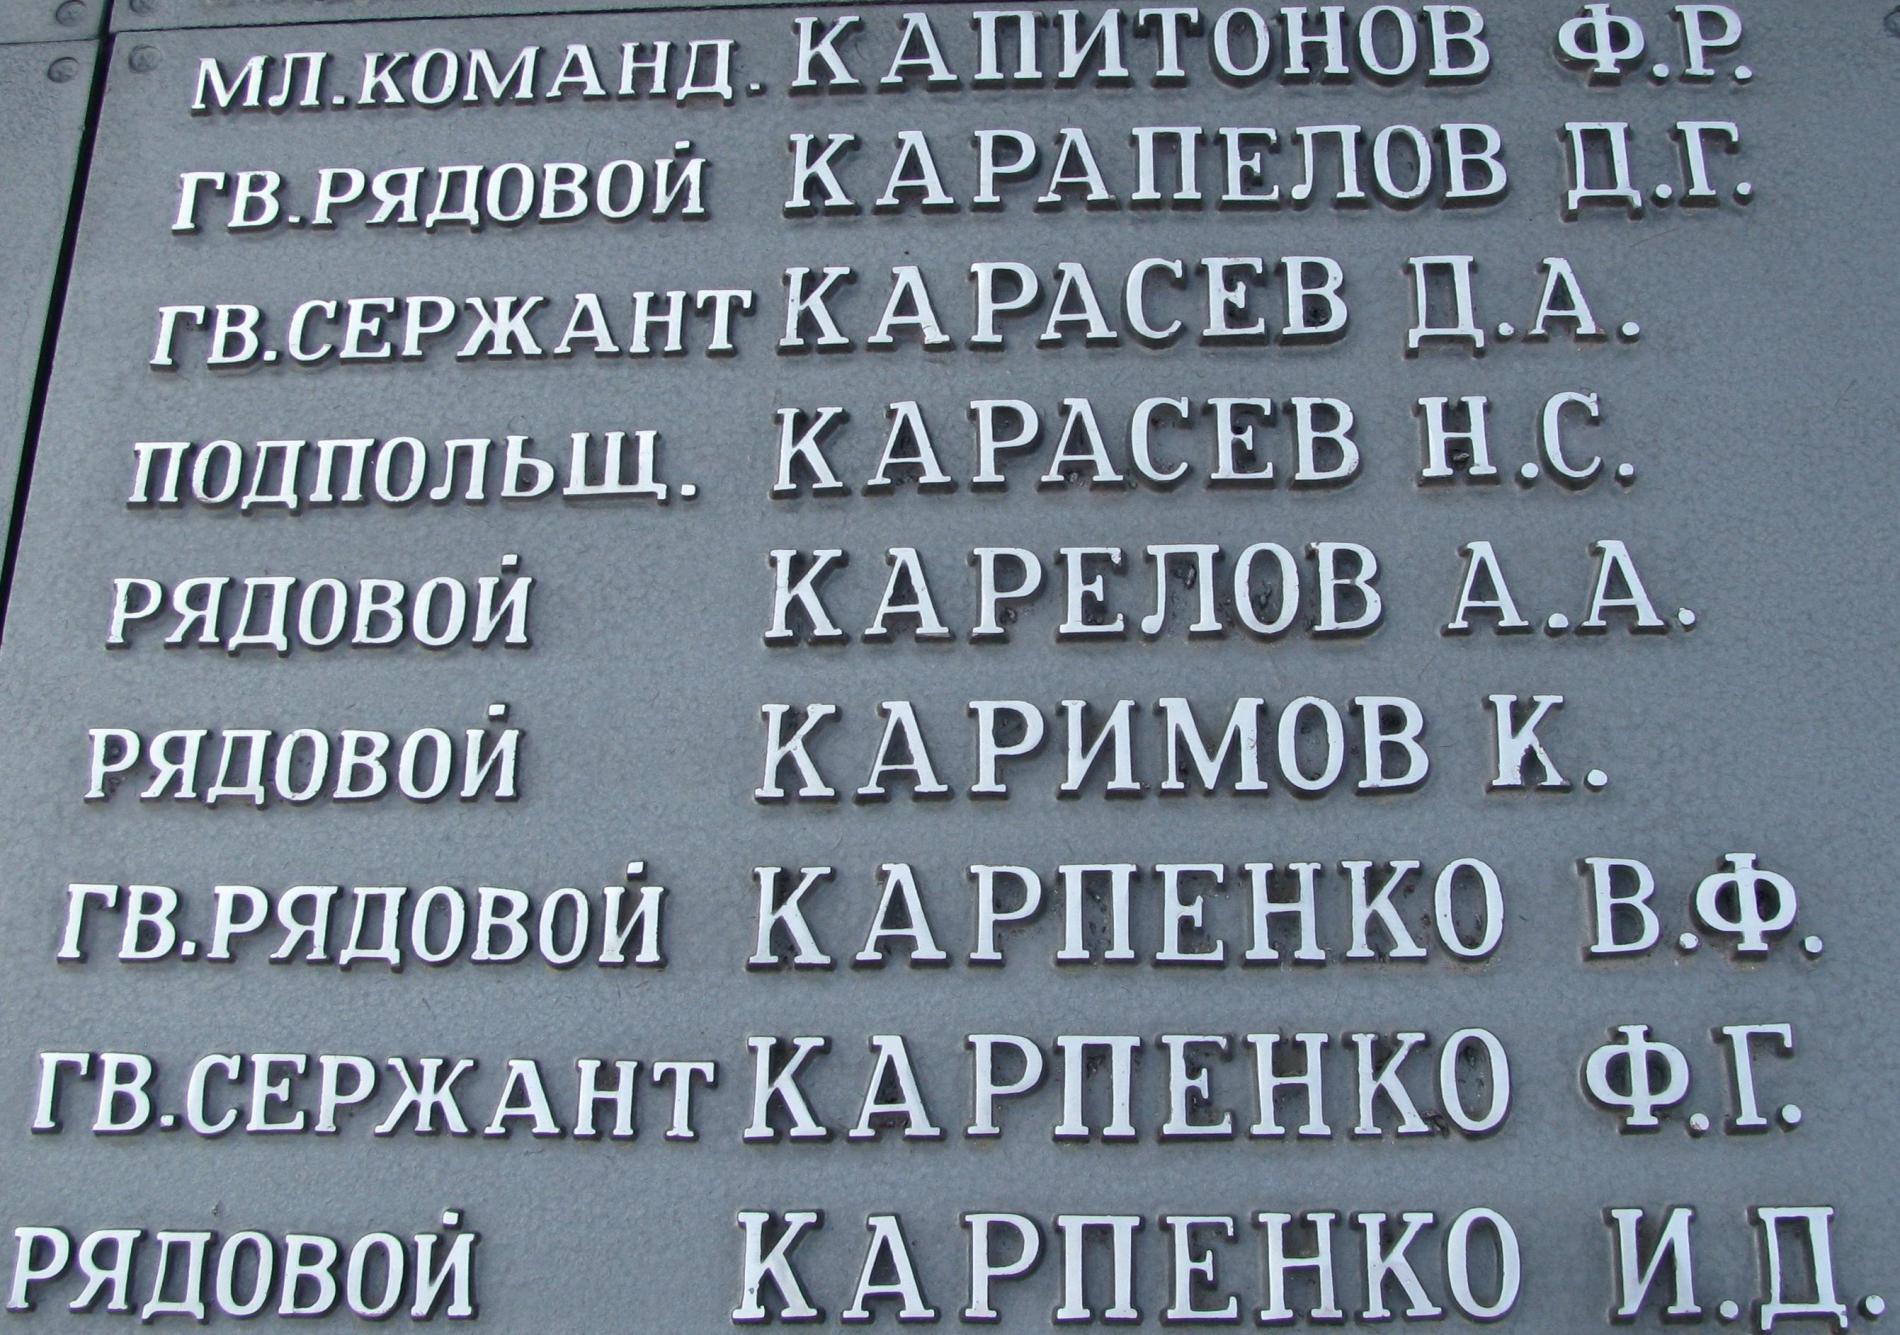 МЛ.КОМАНД. КАПИТОНОВ Ф.Р.
ГВ.РЯДОВОЙ КАРАПЕЛОВ Д.Г.
ГВ.СЕРЖАНТ КАРАСЕВ Д.А.
ПОДПОЛЬЩ. КАРАСЕВ Н.С.
РЯДОВОЙ КАРЕЛОВ А.А.
РЯДОВОЙ КАРИМОВ К.
ГВ.РЯДОВОЙ КАРПЕНКО В.Ф.
ГВ.СЕРЖАНТ КАРПЕНКО Ф.Г.
РЯДОВОЙ КАРПЕНКО И.Д.